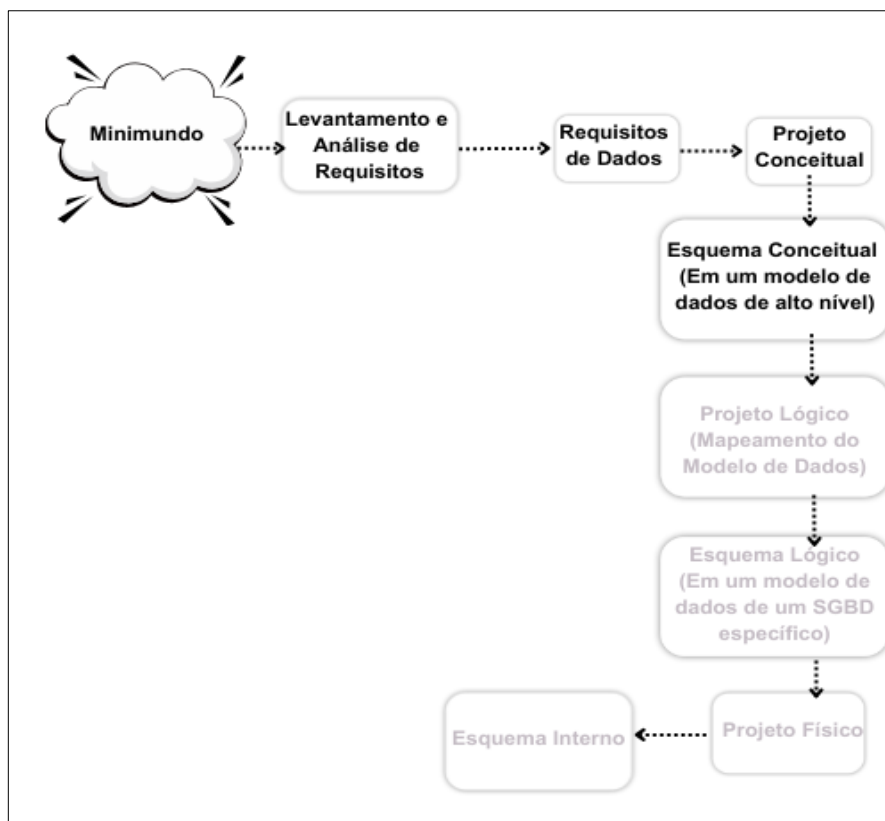 Minimundo
Levantamento e
Análise de
Requisitos
Requisitos
de Dados
Projeto
Conceitual
Esquema Conceitual
(Em um modelo de
dados de alto nível)
Projeto Lógico
(Mapeamento do
Modelo de Dados)
Esquema Lógico
(Em um modelo de
dados de um SGBD
específico)
Projeto Físico
Esquema Interno